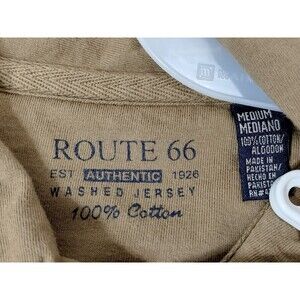 ROUTE 66
EST AUTHENTIC 1926
WASHED JERSEY
100% Cotton
MEDIUM
MEDIANO
100% COTTON/
ALGODON
MADE IN
PAKISTAN/
HECHO EN
PAKISTAN